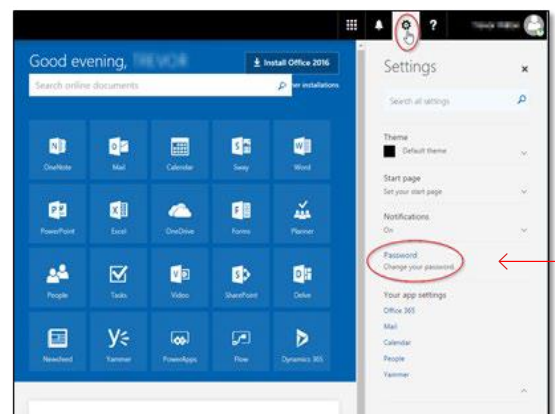 ?
Good evening,
Install Office 2016
Search online documents
er installations
OneNote
Mail
Calendar
Sway
Word
PowerPoint
Excel
OneDrive
Forms
Planner
People
Tasks
Video
SharePoint
Delve
Newsfeed
Yammer
PowerApps
Flow
Dynamics 365
Settings
Search all settings
Theme
Default theme
Start page
Set your start page
Notifications
On
Password
Change your password.
Your app settings
Office 365
Mail
Calendar
People
Yammer